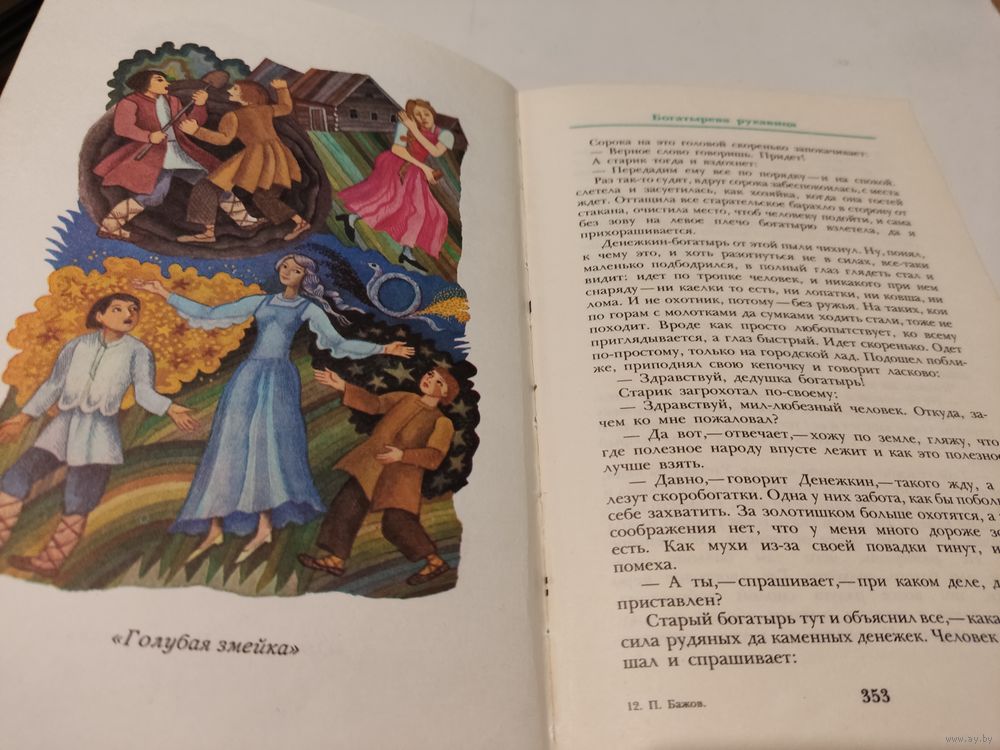 «Голубая змейка»
Богатырева рукавица
Сорока на это головой скоренько запокачивает:
— Верное слово говоришь. Придет!
А старик тогда и вздохнет:
— Передадим ему все по порядку — и на спокой.
Раз так-то судят, вдруг сорока забеспокоилась, с места
слетела и засуетилась, как хозяйка, когда она гостей
ждет. Оттащила все старательское барахло в сторону от
стакана, очистила место, чтоб человеку подойти, и сама
без зову на левое плечо богатырю взлетела, да и
прихорашивается.
Денежкин-богатырь от этой пыли чихнул. Ну, понял,
к чему это, и хоть разогнуться не в силах, все-таки
маленько подбодрился, в полный глаз глядеть стал и
видит: идет по тропке человек, и никакого при нем
снаряду — ни каелки то есть, ни лопатки, ни ковша, ни
лома. И не охотник, потому — без ружья. На таких, кои
по горам с молотками да сумками ходить стали, тоже не
походит. Вроде как просто любопытствует, ко всему
приглядывается, а глаз быстрый. Идет скоренько. Одет
по-простому, только на городской лад. Подошел побли-
же, приподнял свою кепочку и говорит ласково:
— Здравствуй, дедушка богатырь!
Старик загрохотал по-своему:
— Здравствуй, мил-любезный человек. Откуда, за-
чем ко мне пожаловал?
— Да вот,— отвечает,— хожу по земле, гляжу, что
где полезное народу впусте лежит и как это полезное
лучше взять.
— Давно,— говорит Денежкин,— такого жду, а
лезут скоробогатки. Одна у них забота, как бы поболь
себе захватить. За золотишком больше охотятся, а
соображения нет, что у меня много дороже зо
есть. Как мухи из-за своей повадки гинут, и
помеха.
— А ты,— спрашивает,— при каком деле, д
приставлен?
Старый богатырь тут и объяснил все,— кака
сила рудяных да каменных денежек. Человек
шал и спрашивает:
12. П. Бажов.
353
www.ay.by